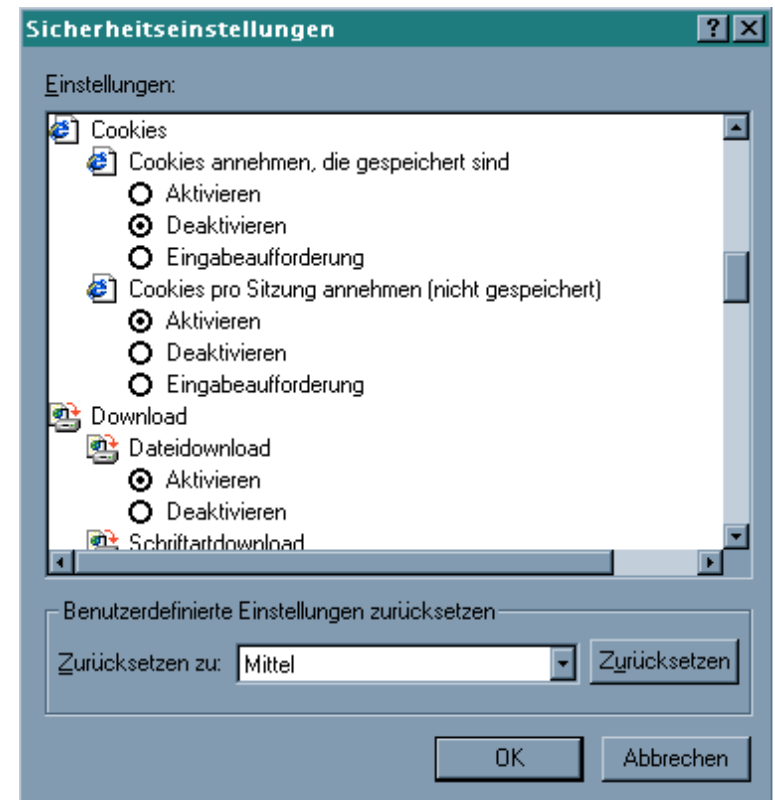 Sicherheitseinstellungen
Einstellungen:
Cookies
Cookies annehmen, die gespeichert sind
Aktivieren
Deaktivieren
Eingabeaufforderung
Cookies pro Sitzung annehmen (nicht gespeichert)
Aktivieren
Deaktivieren
Eingabeaufforderung
Download
Dateidownload
Aktivieren
Deaktivieren
Schriftartdownload
Benutzerdefinierte Einstellungen zurücksetzen
Zurücksetzen zu: Mittel Zurücksetzen
OK Abbrechen